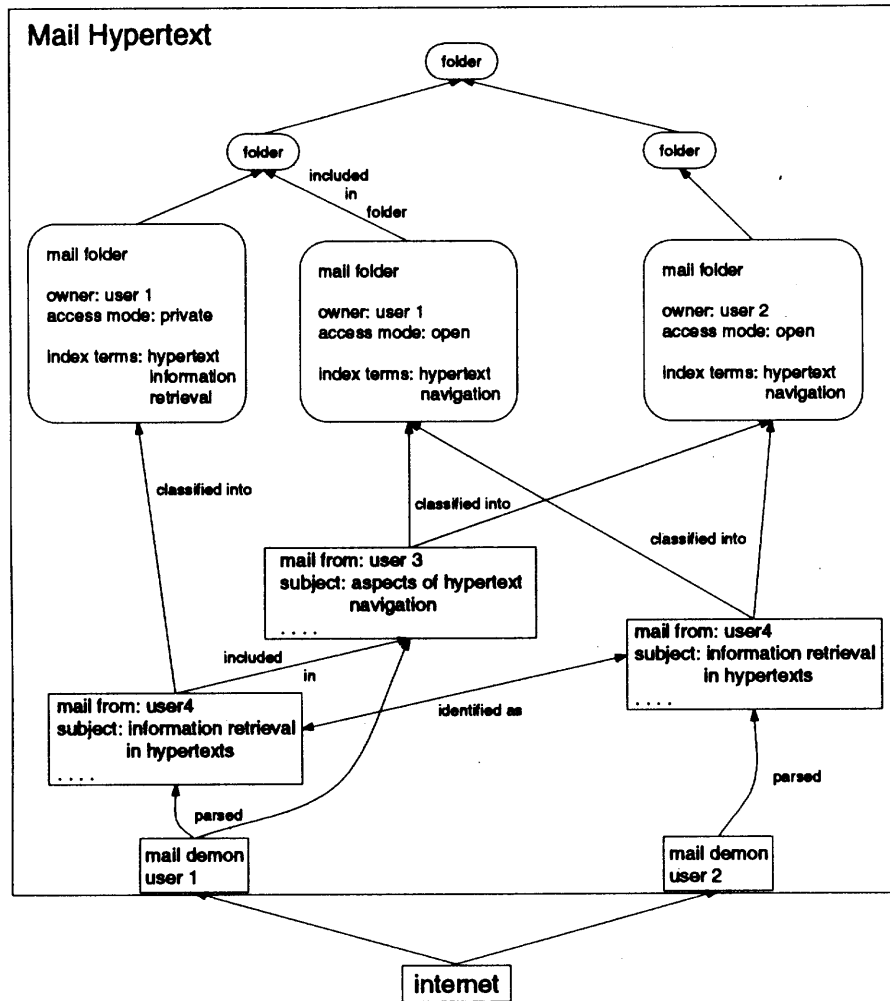 Mail Hypertext
folder
folder
folder
included
in
folder
mail folder
owner: user 1
access mode: private
index terms: hypertext
information
retrieval
mail folder
owner: user 1
access mode: open
index terms: hypertext
navigation
mail folder
owner: user 2
access mode: open
index terms: hypertext
navigation
classified into
classified into
classified into
mail from: user 3
subject: aspects of hypertext
navigation
. . . .
mail from: user4
subject: information retrieval
in hypertexts
. . . .
included
in
identified as
mail from: user4
subject: information retrieval
in hypertexts
. . . .
parsed
parsed
mail demon
user 1
mail demon
user 2
internet